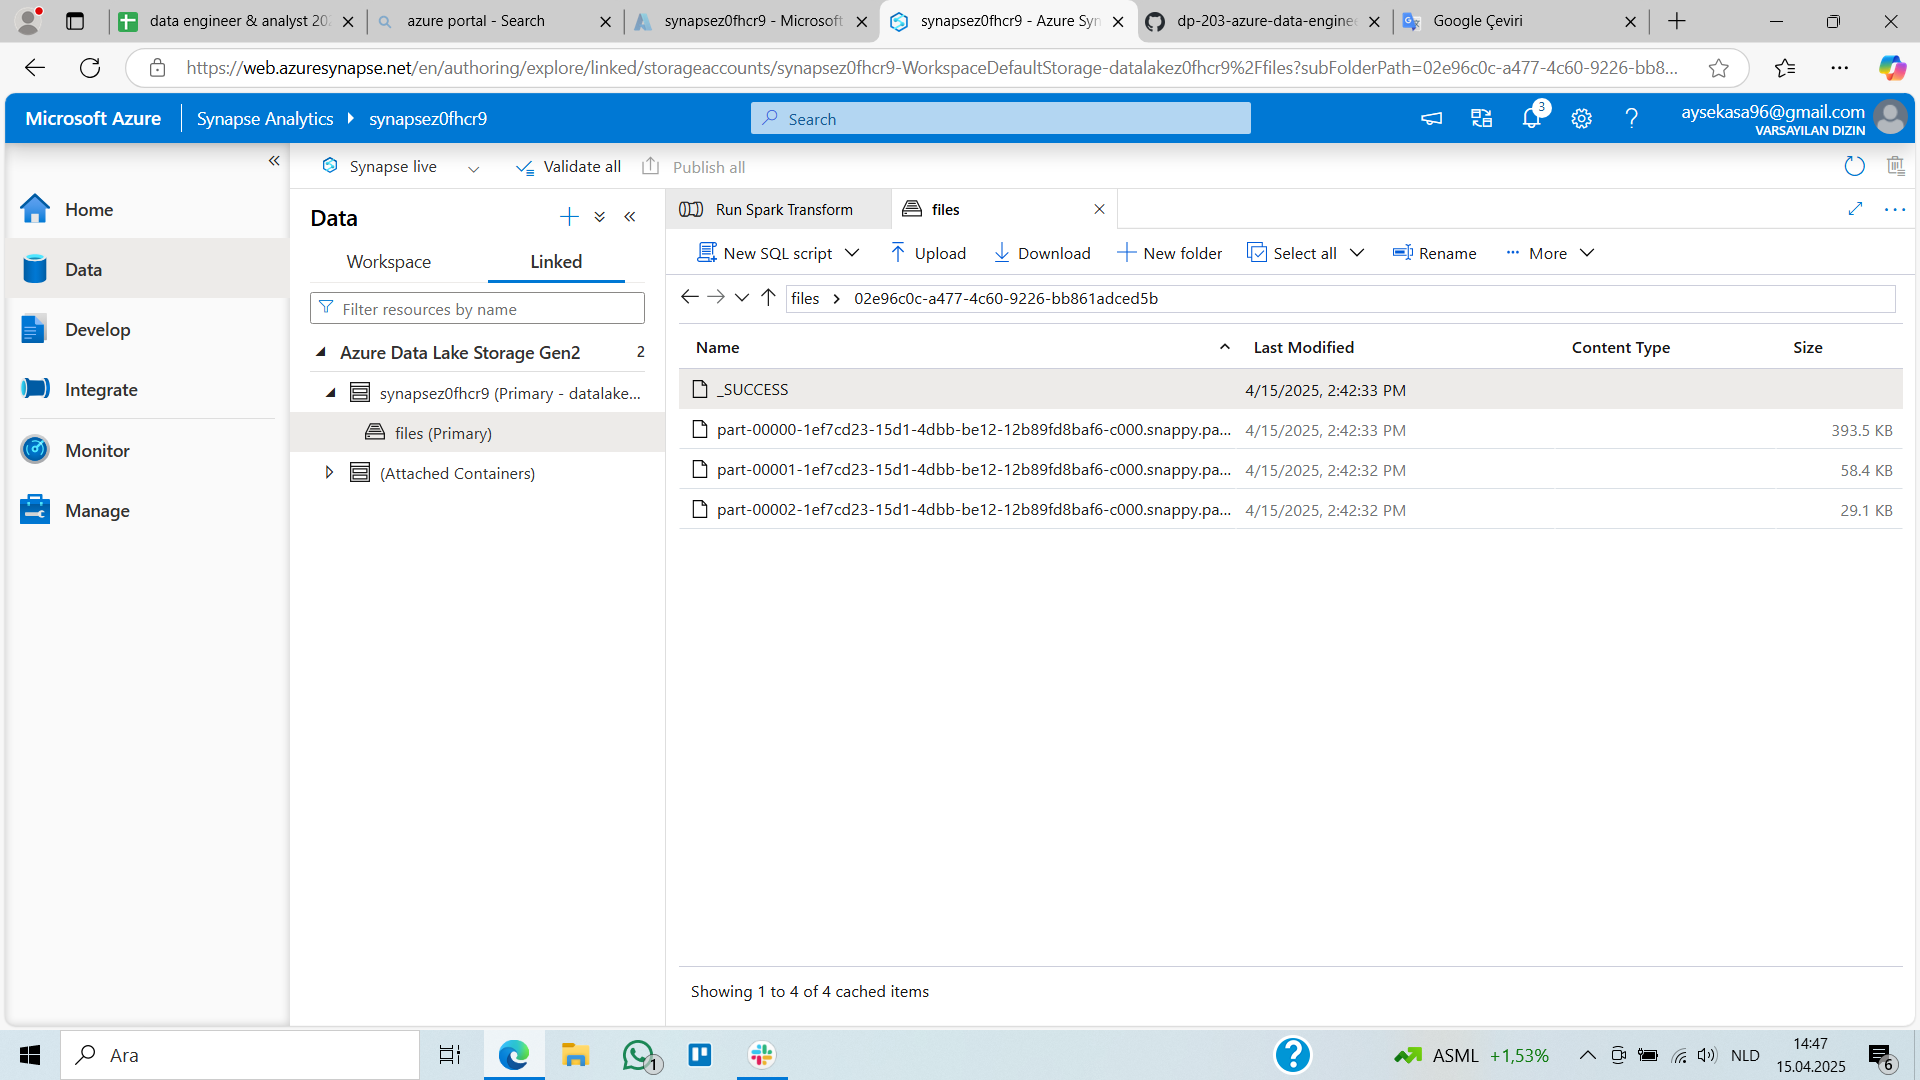 data engineer & analyst 202
azure portal - Search
synapsez0fhcr9 - Microsoft
synapsez0fhcr9 - Azure Syn
dp-203-azure-data-enginee
Google Çeviri
https://web.azuresynapse.net/en/authoring/explore/linked/storageaccounts/synapsez0fhcr9-WorkspaceDefaultStorage-datalakez0fhcr9%2Ffiles?subFolderPath=02e96c0c-a477-4c60-9226-bb8...
Microsoft Azure
Synapse Analytics
synapsez0fhcr9
Search
3
aysekasa96@gmail.com
VARSAYILAN DIZIN
Synapse live
Validate all
Publish all
Home
Data
Develop
Integrate
Monitor
Manage
Data
Workspace
Linked
Filter resources by name
Azure Data Lake Storage Gen2 2
synapsez0fhcr9 (Primary - datalake...
files (Primary)
(Attached Containers)
Run Spark Transform
files
New SQL script
Upload
Download
New folder
Select all
Rename
More
files > 02e96c0c-a477-4c60-9226-bb861adced5b
Name Last Modified Content Type Size
_SUCCESS 4/15/2025, 2:42:33 PM
part-00000-1ef7cd23-15d1-4dbb-be12-12b89fd8baf6-c000.snappy.pa... 4/15/2025, 2:42:33 PM 393.5 KB
part-00001-1ef7cd23-15d1-4dbb-be12-12b89fd8baf6-c000.snappy.pa... 4/15/2025, 2:42:32 PM 58.4 KB
part-00002-1ef7cd23-15d1-4dbb-be12-12b89fd8baf6-c000.snappy.pa... 4/15/2025, 2:42:32 PM 29.1 KB
Showing 1 to 4 of 4 cached items
Ara
1
ASML +1,53%
NLD
14:47
15.04.2025
6